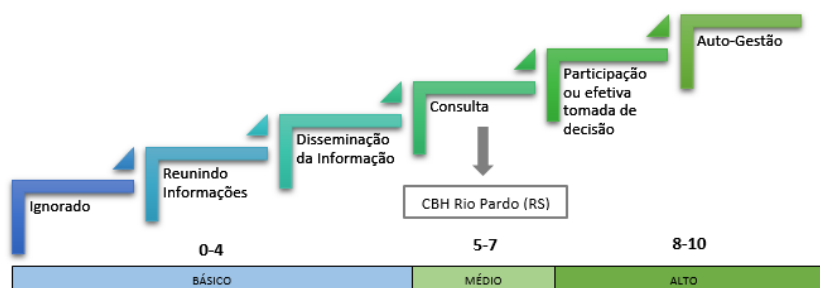 Ignorado
Reunindo
Informações
Disseminação
da Informação
Consulta
Participação
ou efetiva
tomada de
decisão
Auto-Gestão
CBH Rio Pardo (RS)
0-4
5-7
8-10
BÁSICO
MÉDIO
ALTO